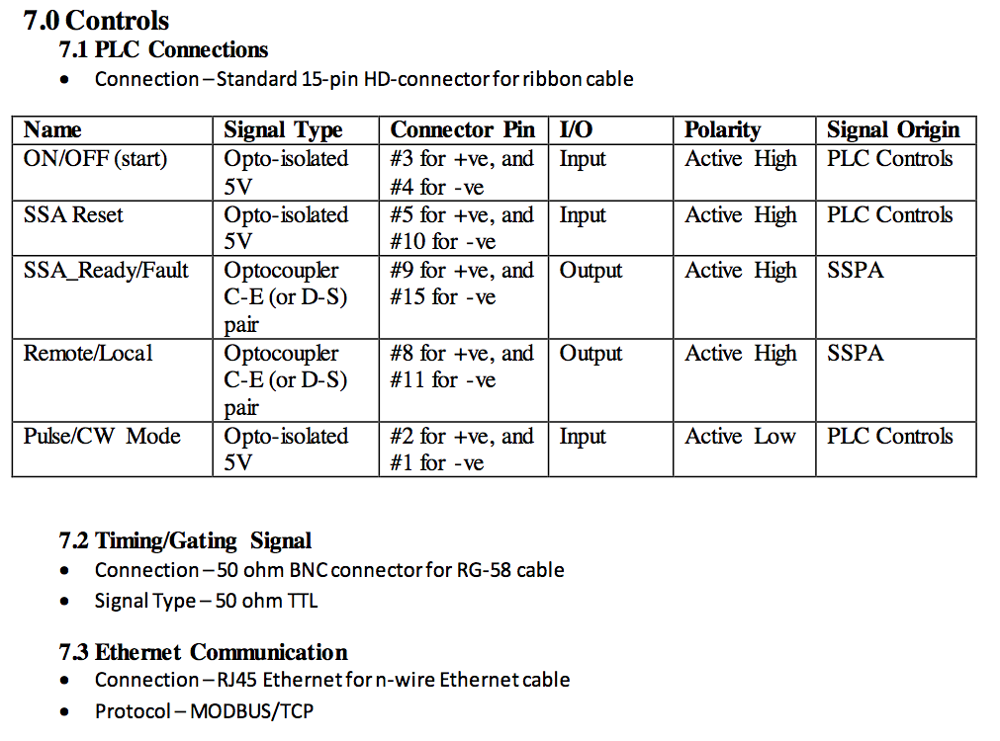 7.0 Controls
7.1 PLC Connections
• Connection – Standard 15-pin HD-connector for ribbon cable
Name Signal Type Connector Pin I/O Polarity Signal Origin
ON/OFF (start) Opto-isolated #3 for +ve, and Input Active High PLC Controls
5V #4 for -ve
SSA Reset Opto-isolated #5 for +ve, and Input Active High PLC Controls
5V #10 for -ve
SSA_Ready/Fault Optocoupler #9 for +ve, and Output Active High SSPA
C-E (or D-S) #15 for -ve
pair
Remote/Local Optocoupler #8 for +ve, and Output Active High SSPA
C-E (or D-S) #11 for -ve
pair
Pulse/CW Mode Opto-isolated #2 for +ve, and Input Active Low PLC Controls
5V #1 for -ve
7.2 Timing/Gating Signal
• Connection – 50 ohm BNC connector for RG-58 cable
• Signal Type – 50 ohm TTL
7.3 Ethernet Communication
• Connection – RJ45 Ethernet for n-wire Ethernet cable
• Protocol – MODBUS/TCP